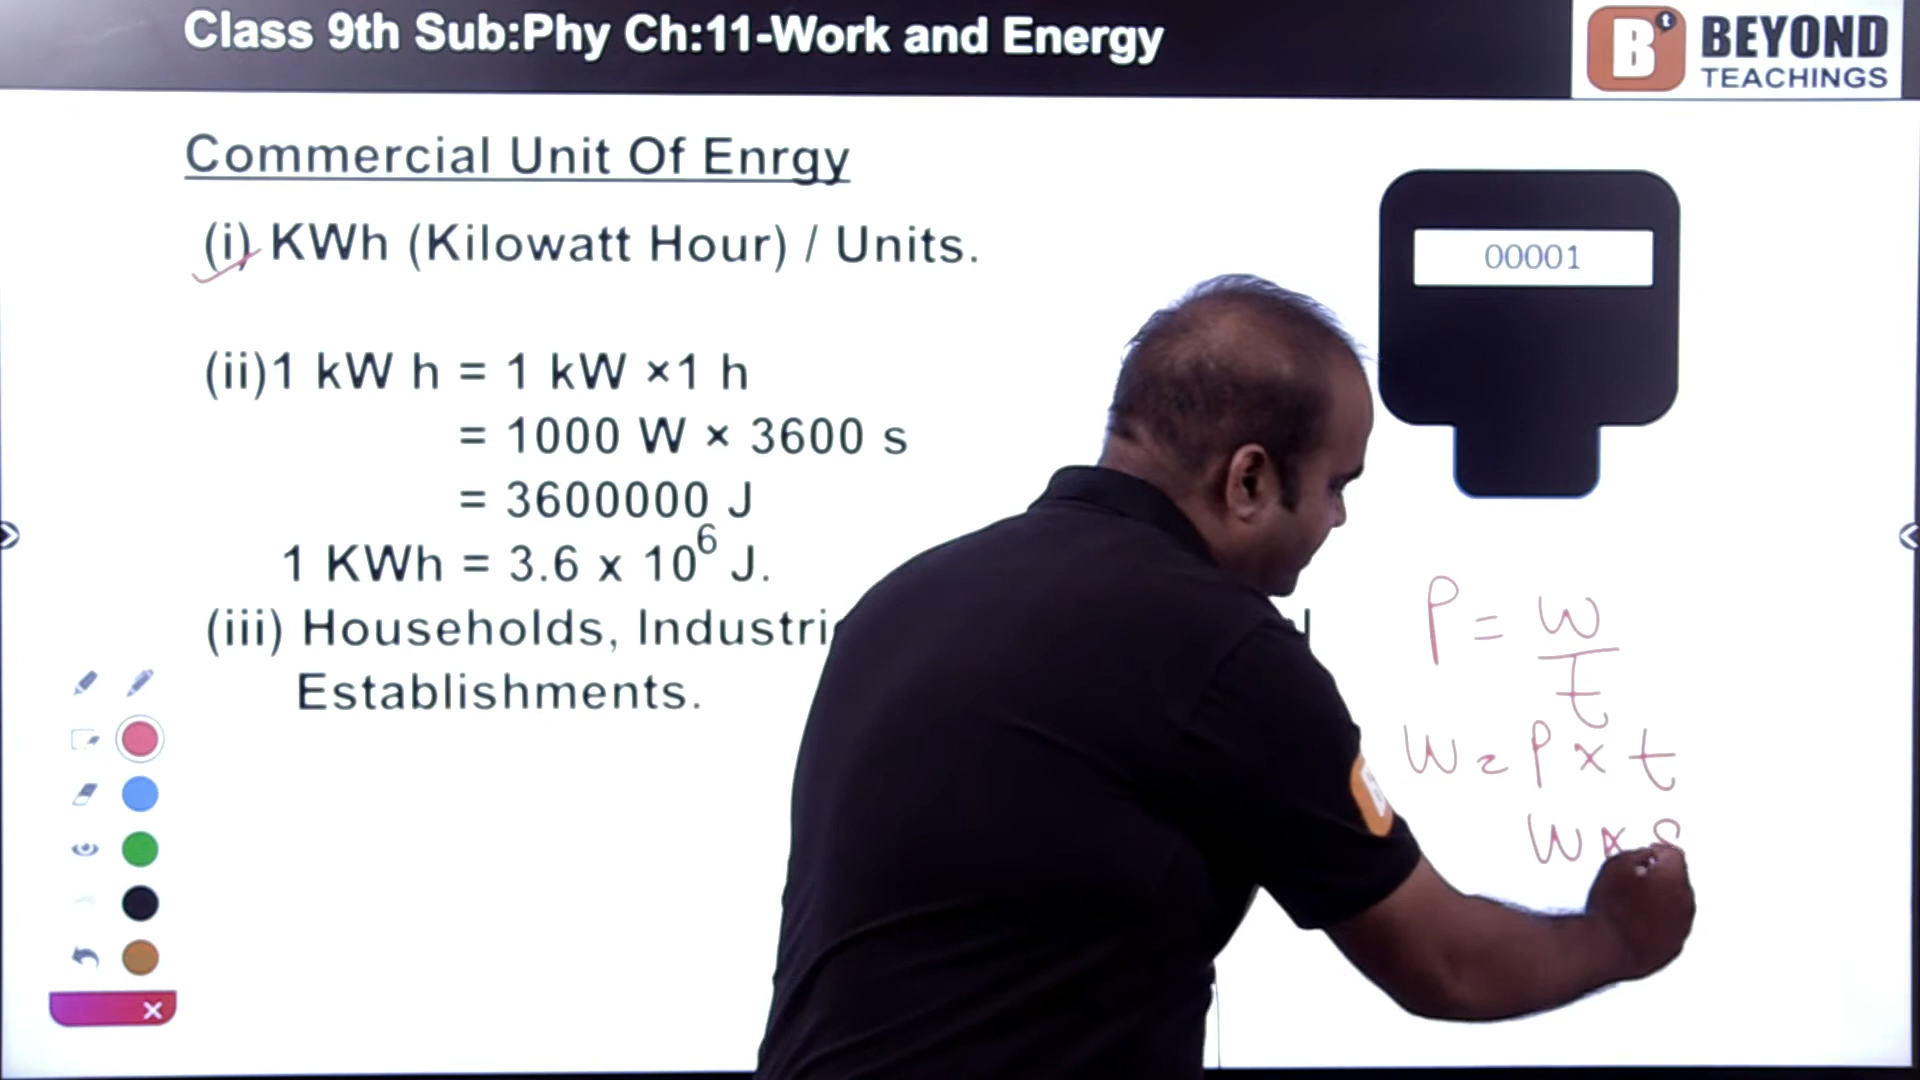 Class 9th Sub:Phy Ch:11-Work and Energy
Bt BEYOND
TEACHINGS
Commercial Unit Of Enrgy
(i) KWh (Kilowatt Hour) / Units.
00001
(ii)1 kW h = 1 kW ×1 h
= 1000 W × 3600 s
= 3600000 J
1 KWh = 3.6 x 10⁶ J.
(iii) Households, Industri
Establishments.
P = W
t
W = P × t
W × s